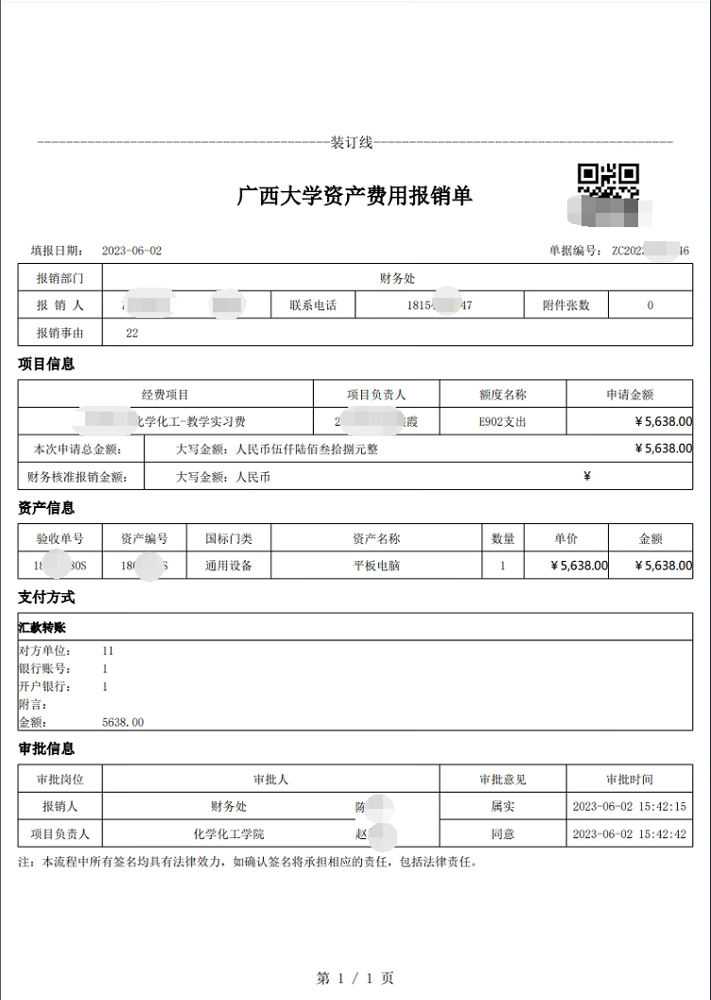 装订线
广西大学资产费用报销单
填报日期： 2023-06-02 单据编号： ZC202 46
报销部门 财务处
报 销 人 联系电话 1815 47 附件张数 0
报销事由 22
项目信息
经费项目 项目负责人 额度名称 申请金额
化学化工-教学实习费 2 霞 E902支出 ￥5,638.00
本次申请总金额： 大写金额：人民币伍仟陆佰叁拾捌元整 ￥5,638.00
财务核准报销金额： 大写金额：人民币 ￥
资产信息
验收单号 资产编号 国标门类 资产名称 数量 单价 金额
18 80S 180 S 通用设备 平板电脑 1 ￥5,638.00 ￥5,638.00
支付方式
汇款转账
对方单位： 11
银行账号： 1
开户银行： 1
附言：
金额： 5638.00
审批信息
审批岗位 审批人 审批意见 审批时间
报销人 财务处 陈 属实 2023-06-02 15:42:15
项目负责人 化学化工学院 赵 同意 2023-06-02 15:42:42
注：本流程中所有签名均具有法律效力，如确认签名将承担相应的责任，包括法律责任。
第 1 / 1 页